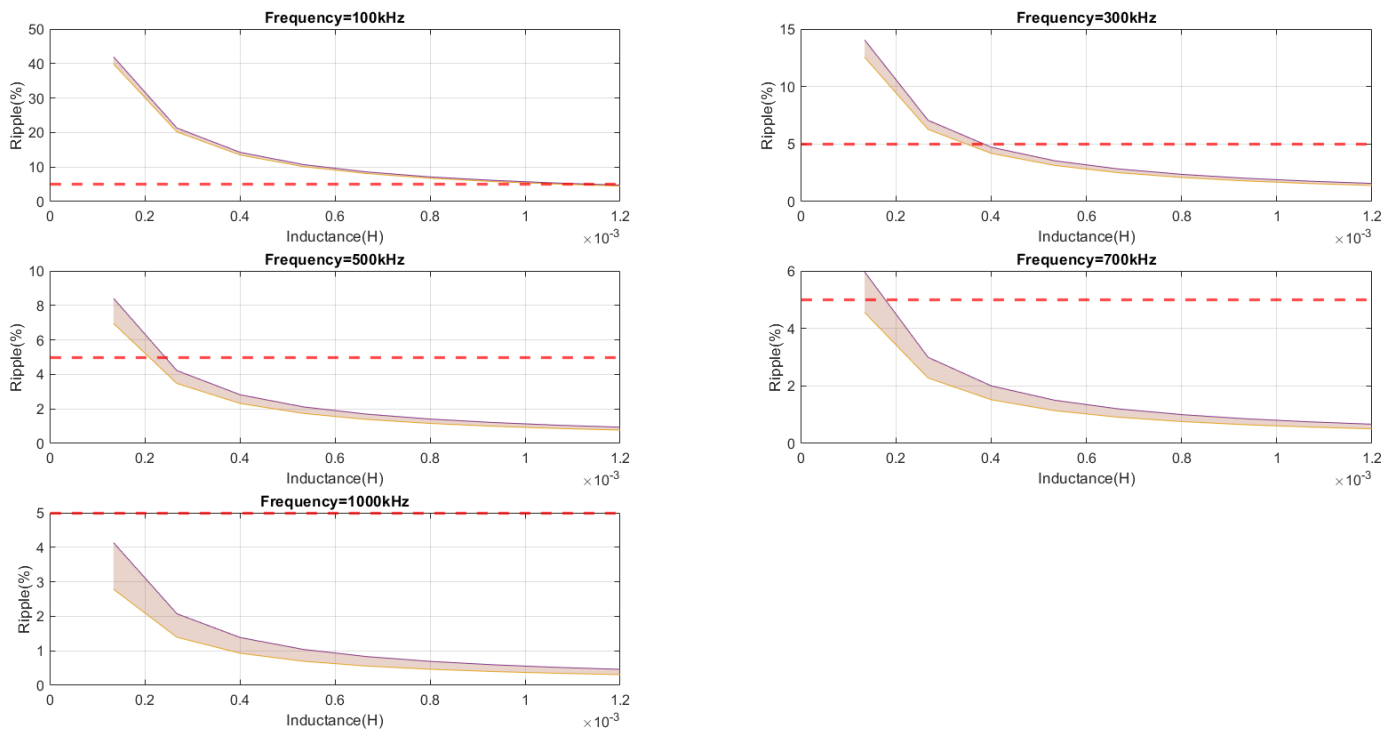 Frequency=100kHz
50
40
30
20
10
0
Ripple(%)
0 0.2 0.4 0.6 0.8 1 1.2
Inductance(H)
×10⁻³
Frequency=300kHz
15
10
5
0
Ripple(%)
0 0.2 0.4 0.6 0.8 1 1.2
Inductance(H)
×10⁻³
Frequency=500kHz
10
8
6
4
2
0
Ripple(%)
0 0.2 0.4 0.6 0.8 1 1.2
Inductance(H)
×10⁻³
Frequency=700kHz
6
4
2
0
Ripple(%)
0 0.2 0.4 0.6 0.8 1 1.2
Inductance(H)
×10⁻³
Frequency=1000kHz
5
4
3
2
1
0
Ripple(%)
0 0.2 0.4 0.6 0.8 1 1.2
Inductance(H)
×10⁻³